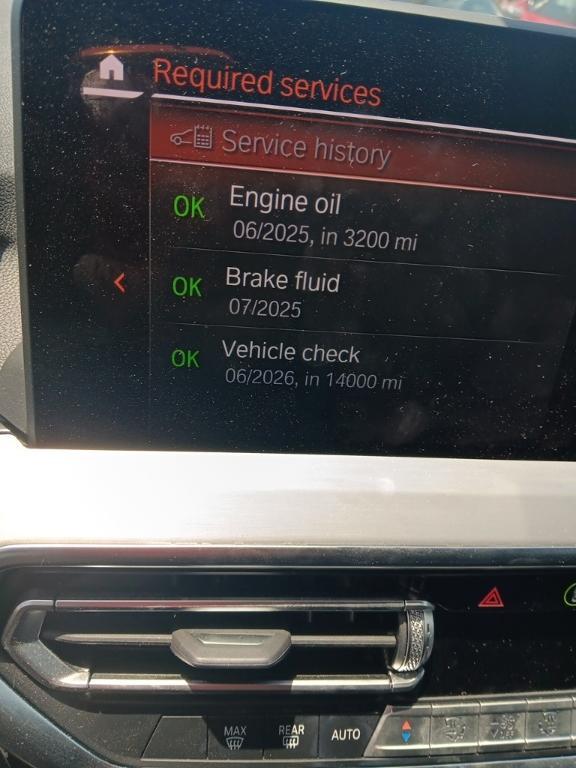 Required services
Service history
OK Engine oil
06/2025, in 3200 mi
OK Brake fluid
07/2025
OK Vehicle check
06/2026, in 14000 mi
MAX REAR AUTO